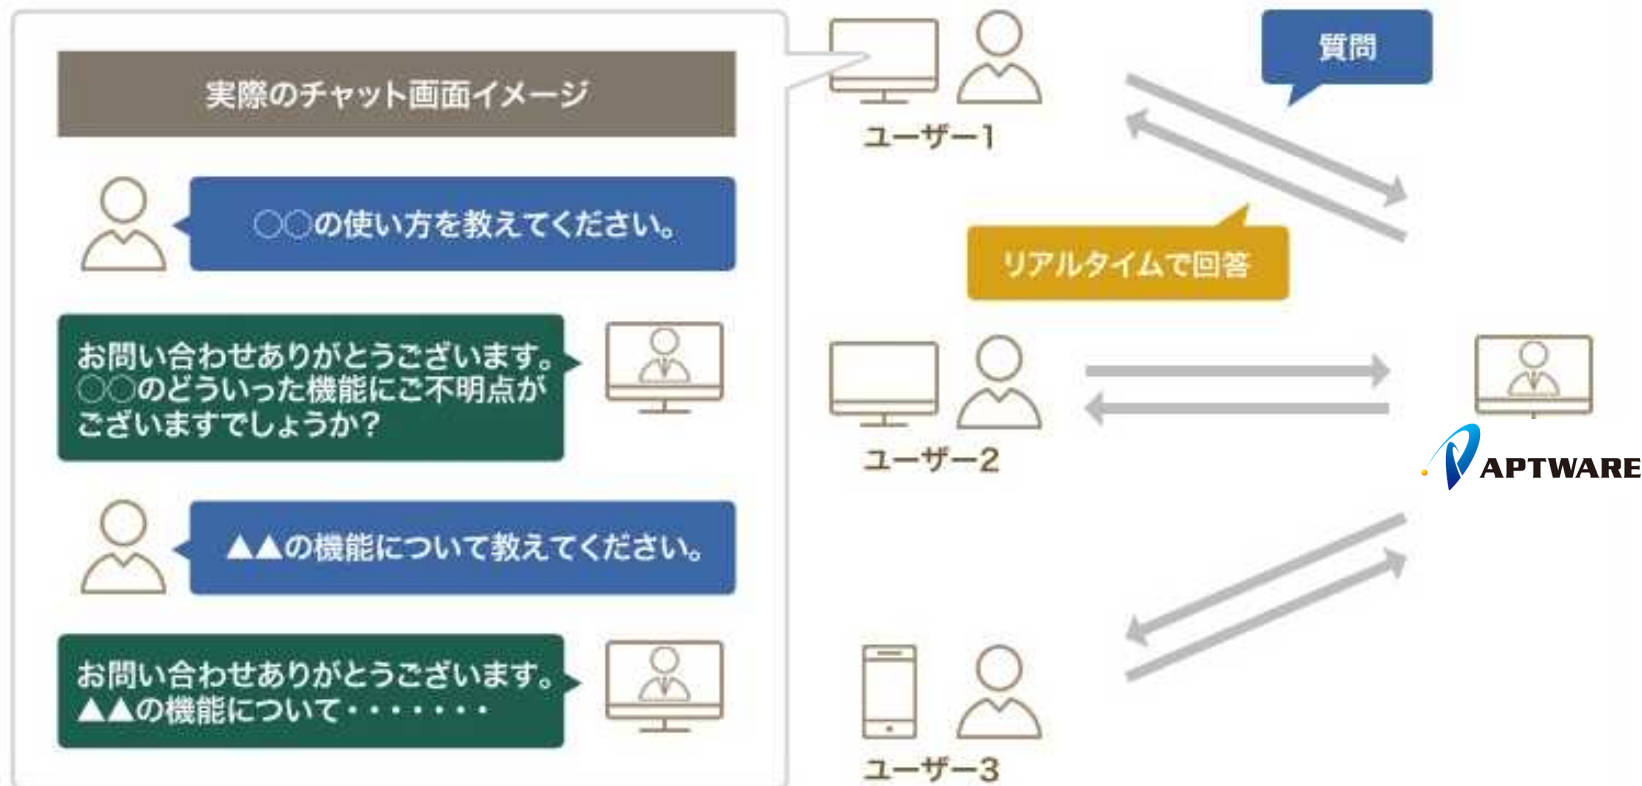 実際のチャット画面イメージ
○○の使い方を教えてください。
お問い合わせありがとうございます。
○○のどういった機能にご不明点が
ございますでしょうか?
▲▲の機能について教えてください。
お問い合わせありがとうございます。
▲▲の機能について・・・・・・・
ユーザー1
質問
リアルタイムで回答
ユーザー2
APTWARE
ユーザー3